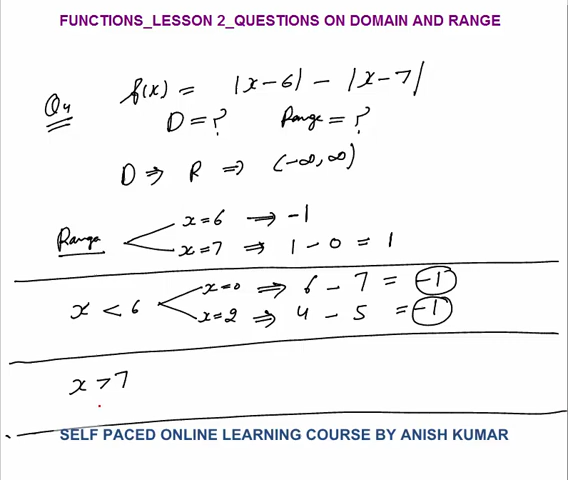 FUNCTIONS_LESSON 2_QUESTIONS ON DOMAIN AND RANGE
Q4 f(x) = |x-6| - |x-7|
D = ? Range = ?
D ⇒ R ⇒ (-∞, ∞)
Range x=6 ⇒ -1
x=7 ⇒ 1 - 0 = 1
x < 6 x=0 ⇒ 6 - 7 = -1
x=2 ⇒ 4 - 5 = -1
x > 7
SELF PACED ONLINE LEARNING COURSE BY ANISH KUMAR